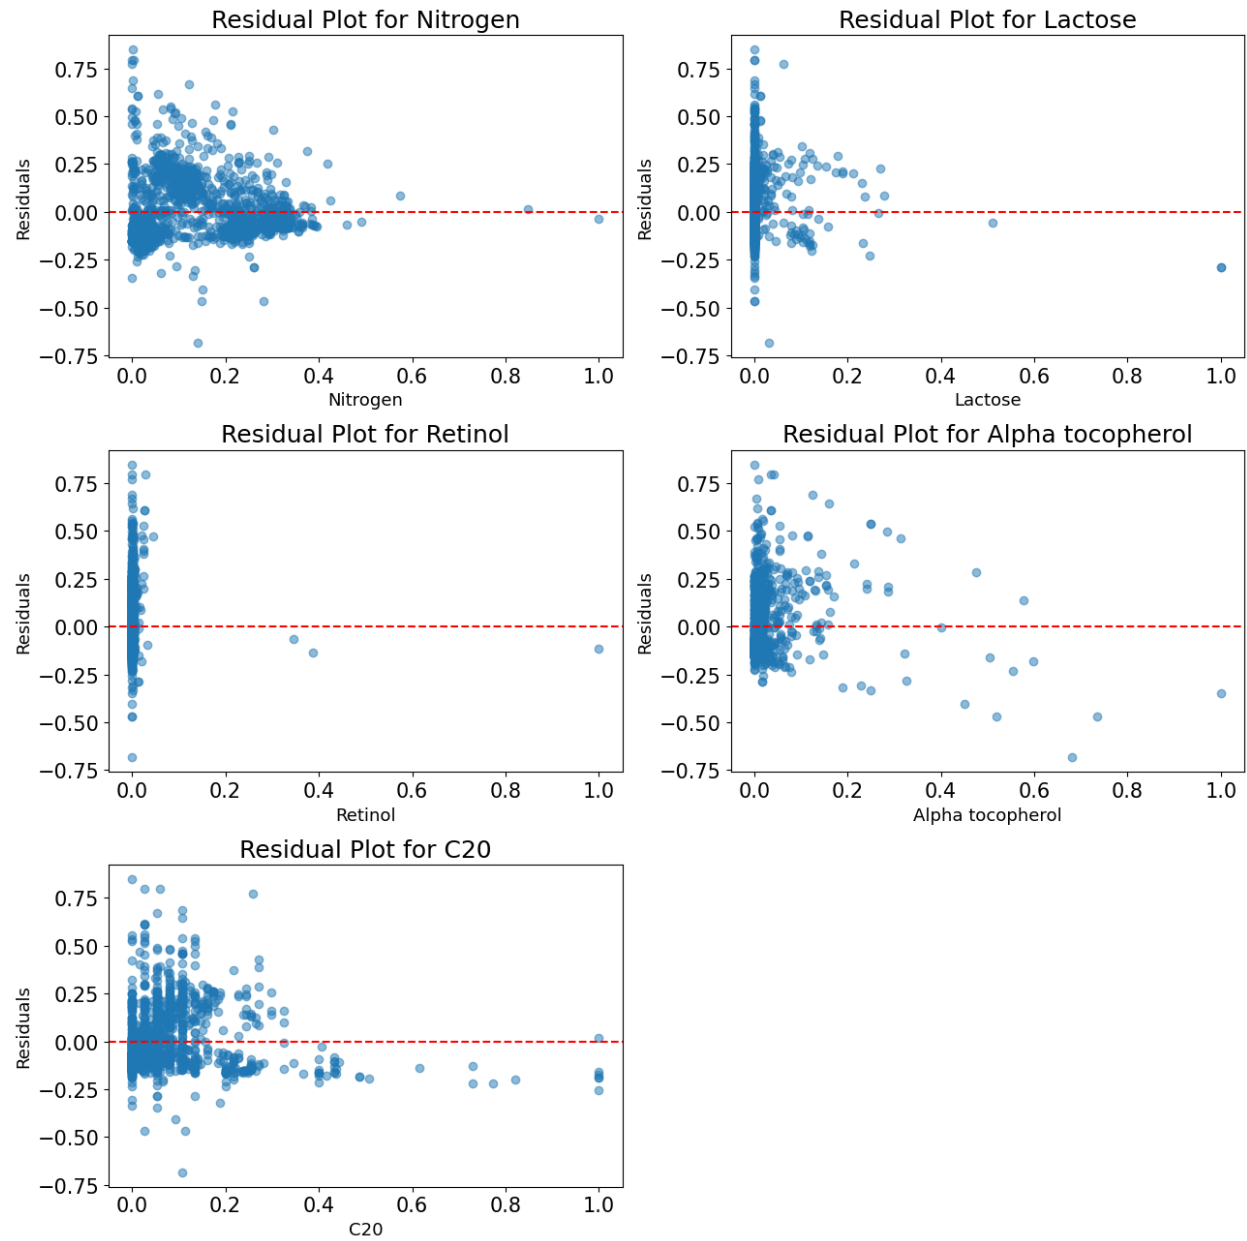 Residual Plot for Nitrogen
0.75
0.50
0.25
0.00
−0.25
−0.50
−0.75
Residuals
0.0 0.2 0.4 0.6 0.8 1.0
Nitrogen
Residual Plot for Lactose
0.75
0.50
0.25
0.00
−0.25
−0.50
−0.75
Residuals
0.0 0.2 0.4 0.6 0.8 1.0
Lactose
Residual Plot for Retinol
0.75
0.50
0.25
0.00
−0.25
−0.50
−0.75
Residuals
0.0 0.2 0.4 0.6 0.8 1.0
Retinol
Residual Plot for Alpha tocopherol
0.75
0.50
0.25
0.00
−0.25
−0.50
−0.75
Residuals
0.0 0.2 0.4 0.6 0.8 1.0
Alpha tocopherol
Residual Plot for C20
0.75
0.50
0.25
0.00
−0.25
−0.50
−0.75
Residuals
0.0 0.2 0.4 0.6 0.8 1.0
C20